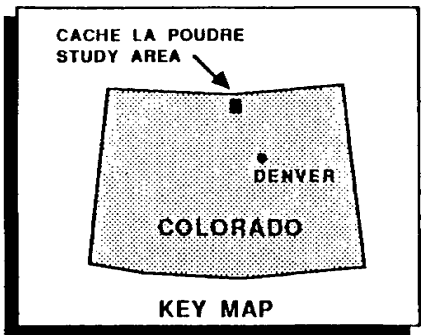 CACHE LA POUDRE
STUDY AREA
DENVER
COLORADO
KEY MAP